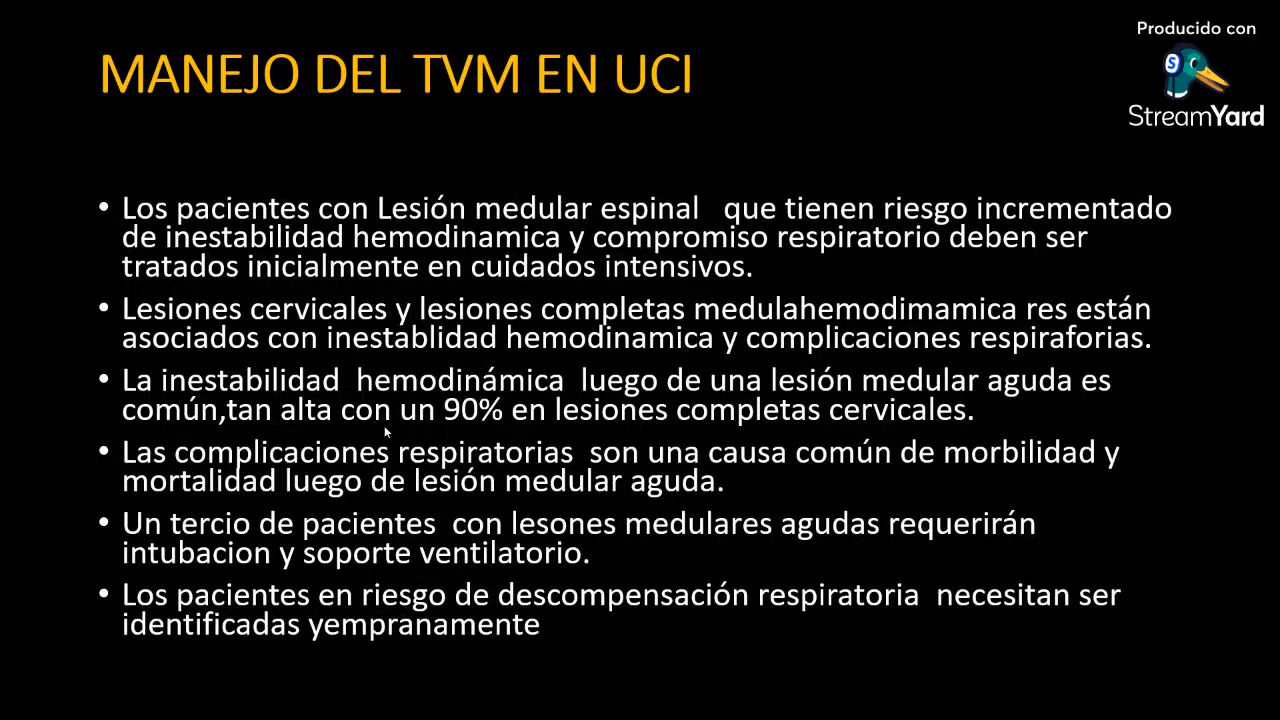 Producido con
StreamYard
MANEJO DEL TVM EN UCI
• Los pacientes con Lesión medular espinal que tienen riesgo incrementado
de inestabilidad hemodinamica y compromiso respiratorio deben ser
tratados inicialmente en cuidados intensivos.
• Lesiones cervicales y lesiones completas medulahemodimamica res están
asociados con inestablidad hemodinamica y complicaciones respiraforias.
• La inestabilidad hemodinámica luego de una lesión medular aguda es
común,tan alta con un 90% en lesiones completas cervicales.
• Las complicaciones respiratorias son una causa común de morbilidad y
mortalidad luego de lesión medular aguda.
• Un tercio de pacientes con lesones medulares agudas requerirán
intubacion y soporte ventilatorio.
• Los pacientes en riesgo de descompensación respiratoria necesitan ser
identificadas yempranamente